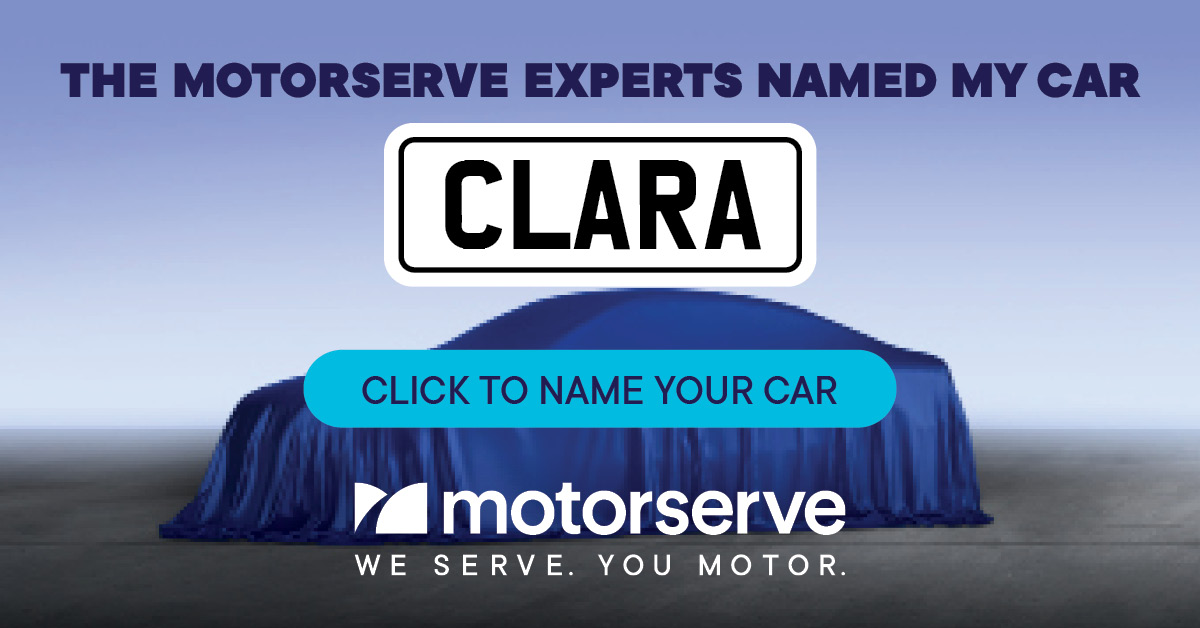 THE MOTORSERVE EXPERTS NAMED MY CAR
CLARA
CLICK TO NAME YOUR CAR
motorserve
WE SERVE. YOU MOTOR.